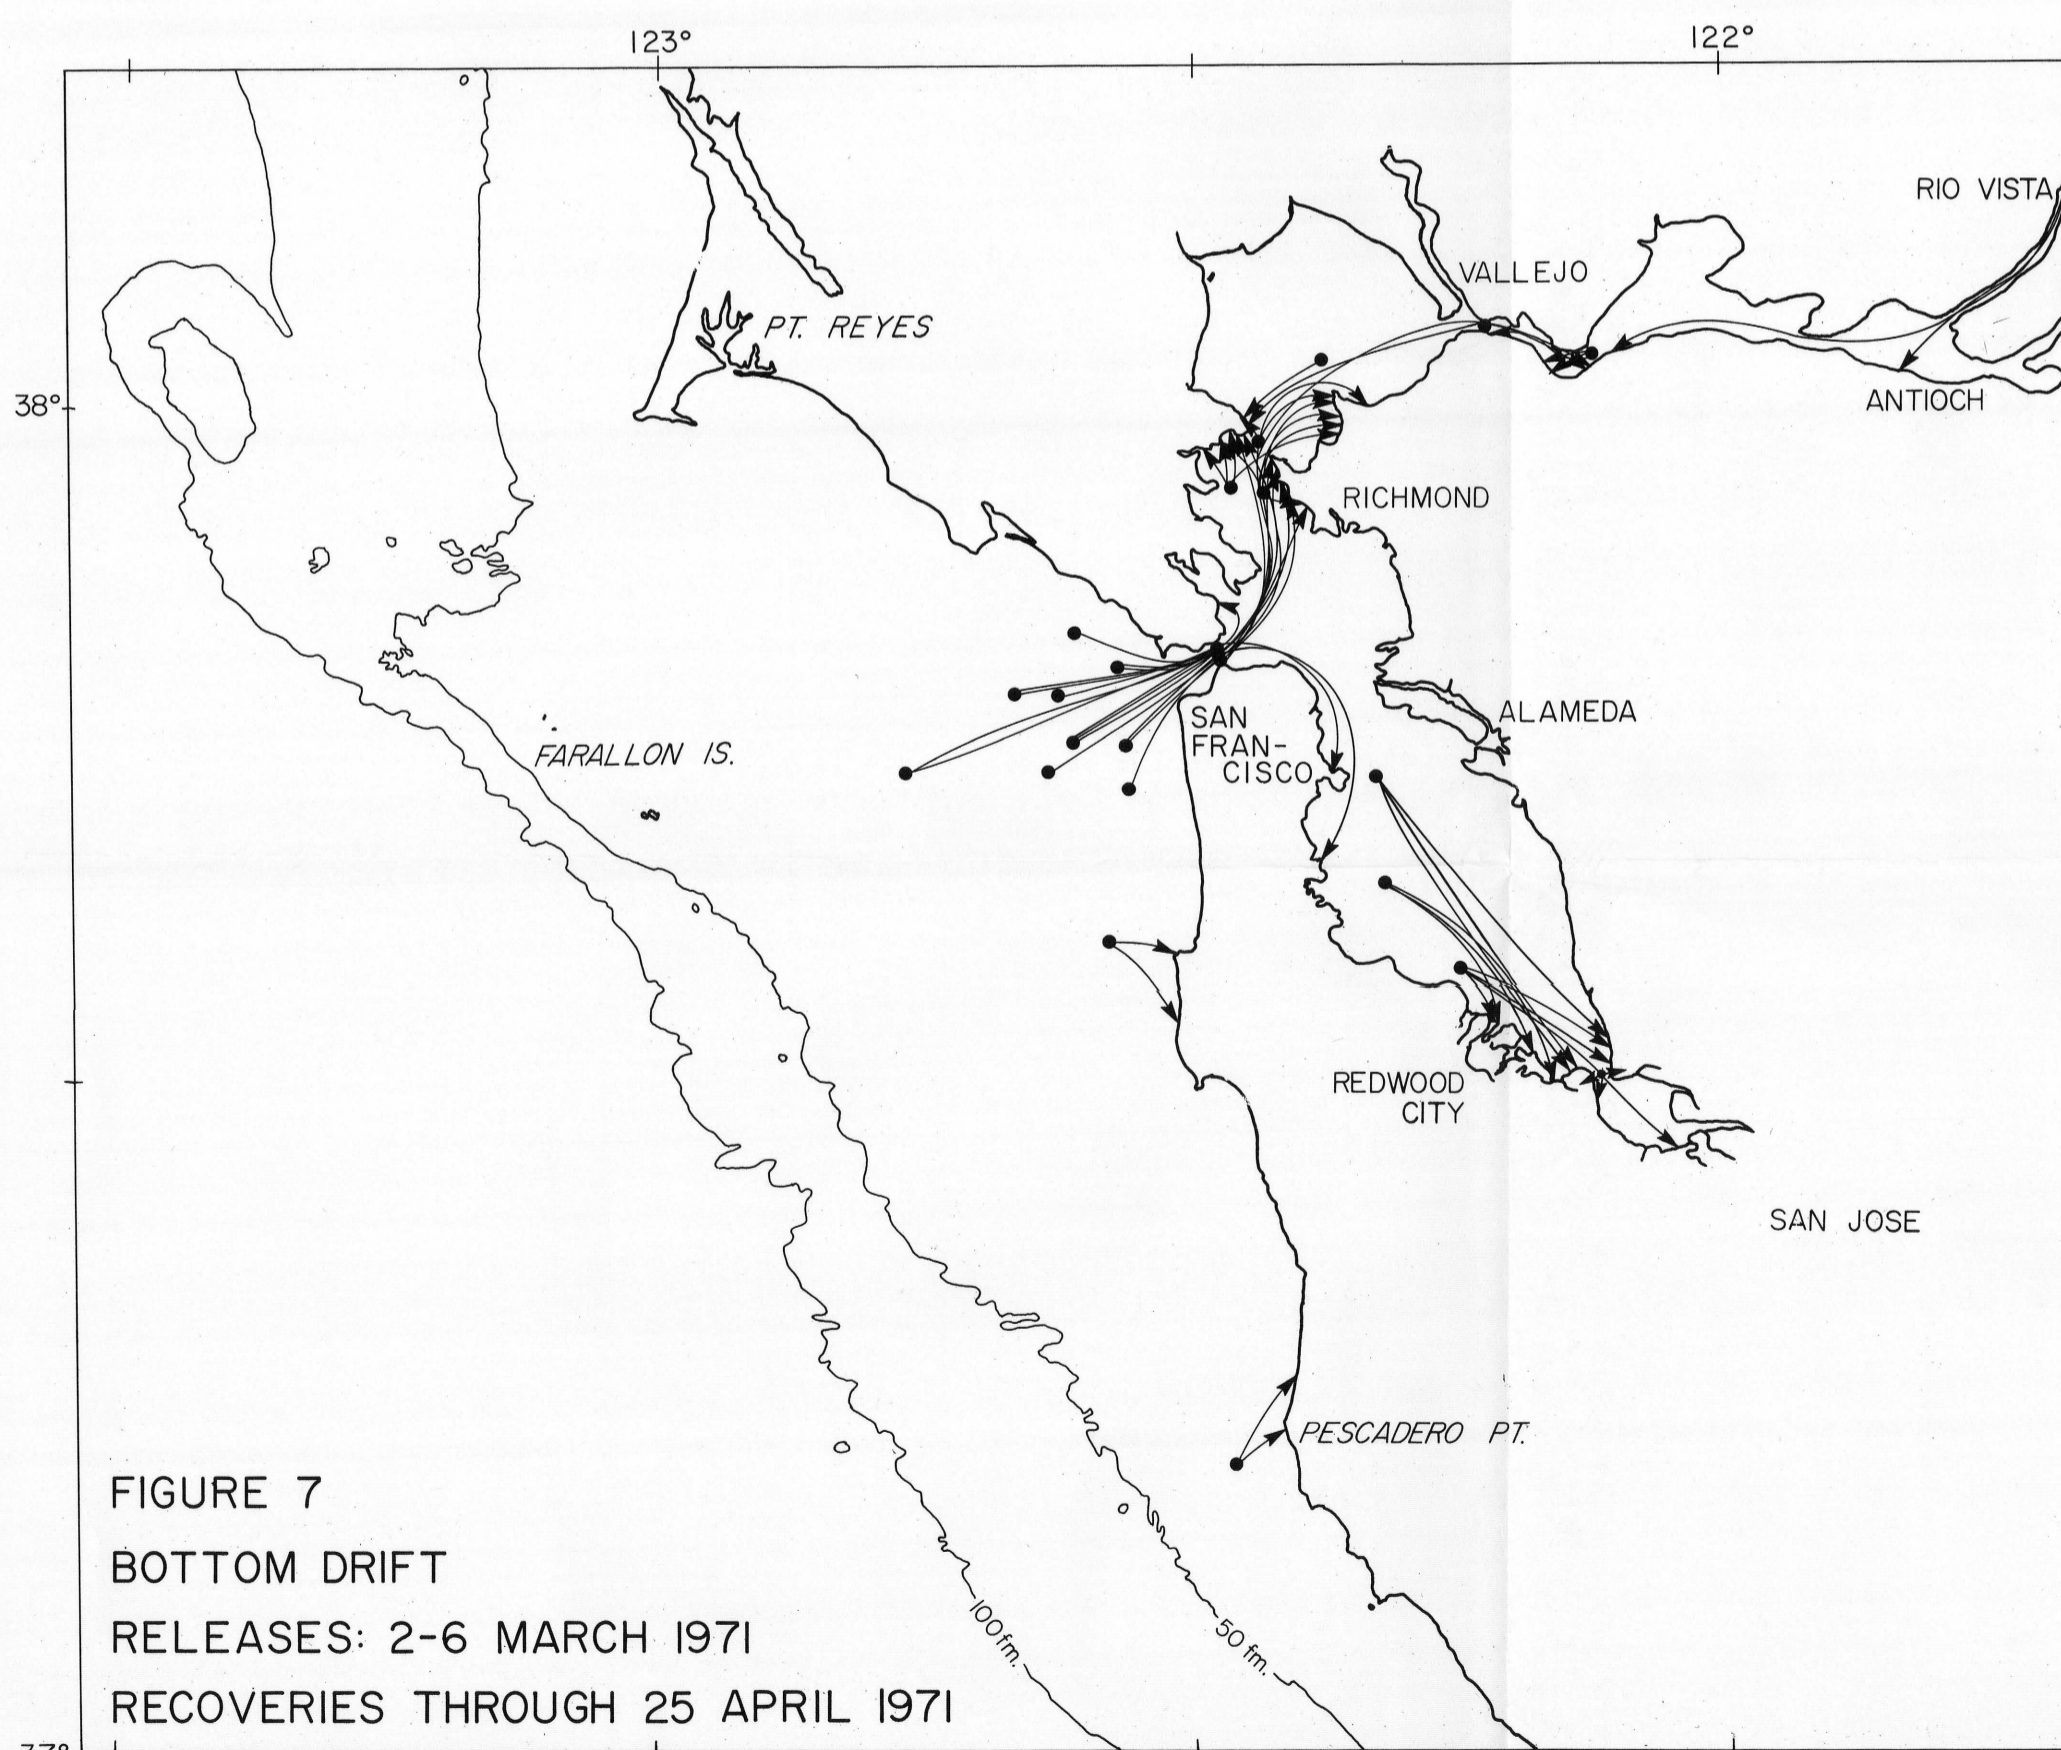 123°
122°
RIO VISTA
VALLEJO
PT. REYES
38°
ANTIOCH
RICHMOND
ALAMEDA
SAN
FRAN-
CISCO
FARALLON IS.
REDWOOD
CITY
SAN JOSE
PESCADERO PT.
FIGURE 7
BOTTOM DRIFT
RELEASES: 2-6 MARCH 1971
RECOVERIES THROUGH 25 APRIL 1971
100 fm.
50 fm.